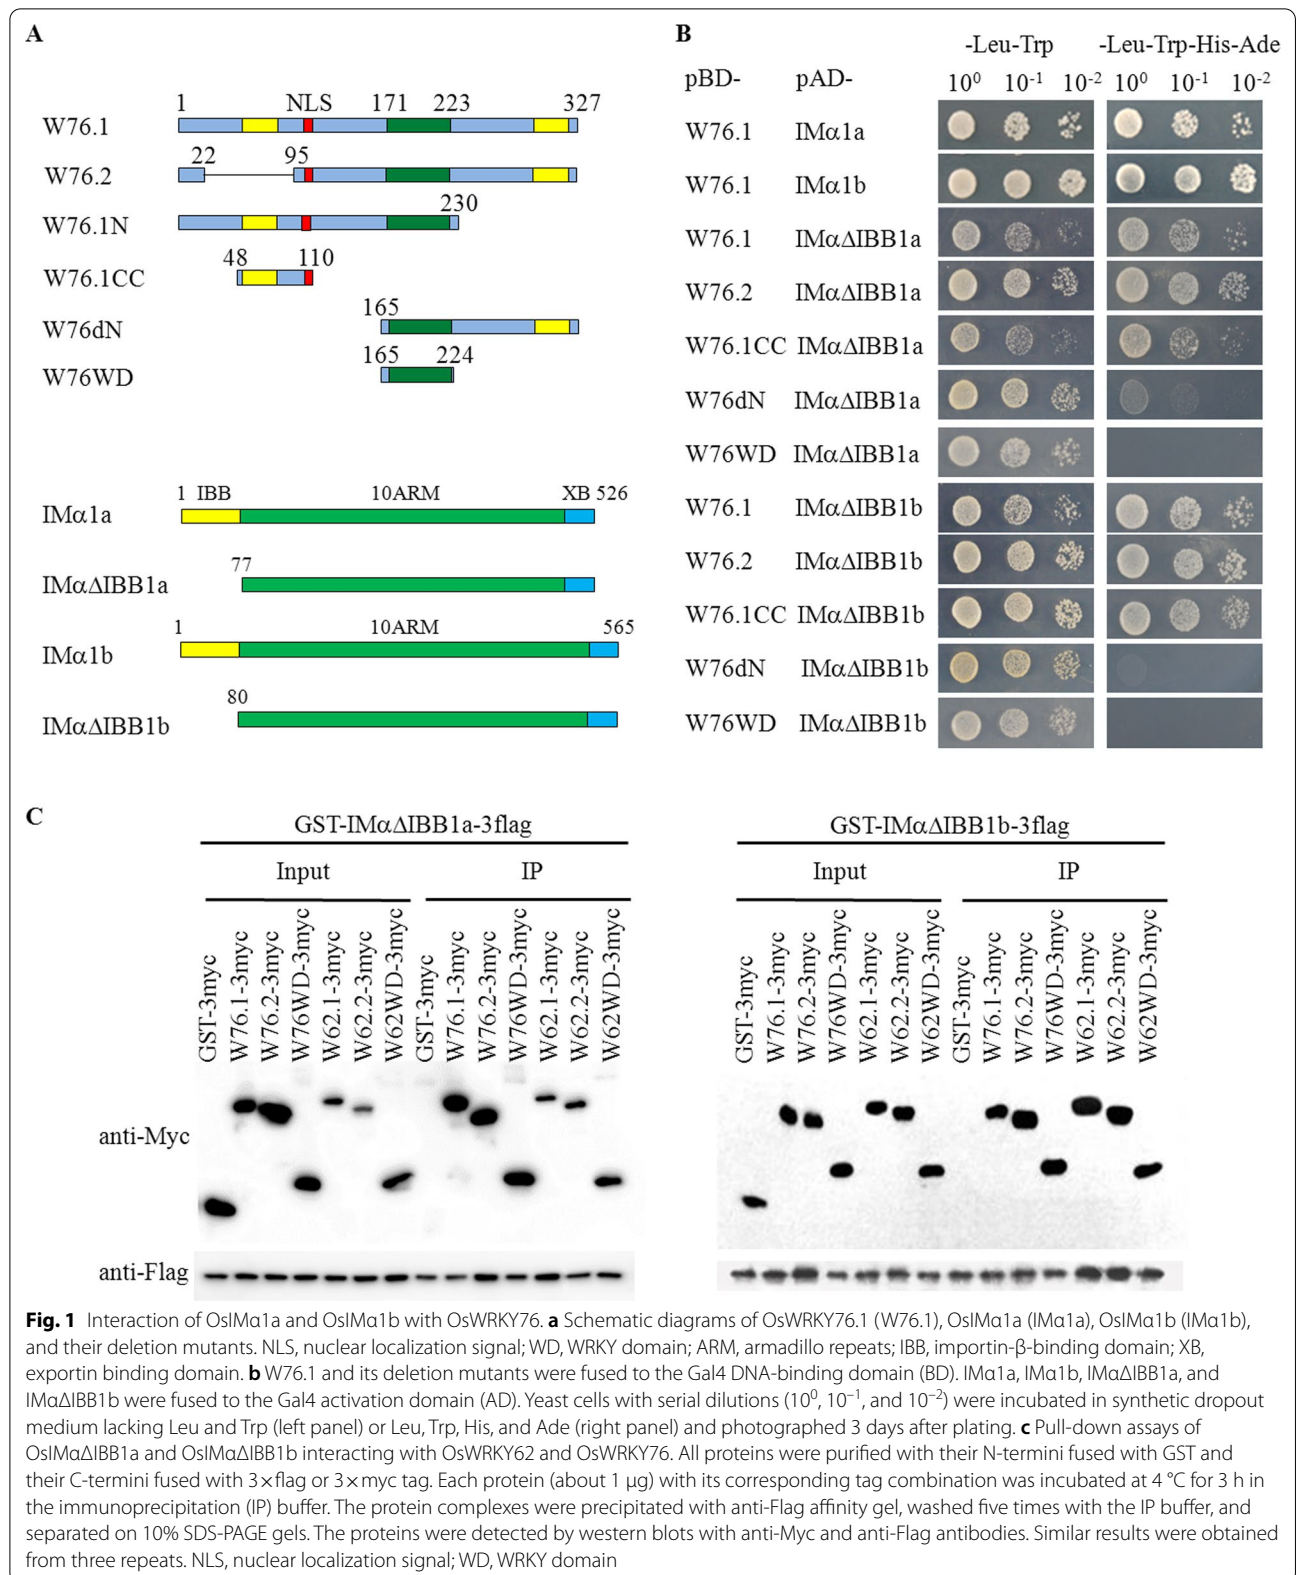 A
1 NLS 171 223 327
W76.1
22 95
W76.2
230
W76.1N
48 110
W76.1CC
165
W76dN
165 224
W76WD
1 IBB 10ARM XB 526
IMα1a
77
IMαΔIBB1a
1 10ARM 565
IMα1b
80
IMαΔIBB1b
B
-Leu-Trp -Leu-Trp-His-Ade
pBD- pAD- 10⁰ 10⁻¹ 10⁻² 10⁰ 10⁻¹ 10⁻²
W76.1 IMα1a
W76.1 IMα1b
W76.1 IMαΔIBB1a
W76.2 IMαΔIBB1a
W76.1CC IMαΔIBB1a
W76dN IMαΔIBB1a
W76WD IMαΔIBB1a
W76.1 IMαΔIBB1b
W76.2 IMαΔIBB1b
W76.1CC IMαΔIBB1b
W76dN IMαΔIBB1b
W76WD IMαΔIBB1b
C
GST-IMαΔIBB1a-3flag
Input IP
GST-3myc
W76.1-3myc
W76.2-3myc
W76WD-3myc
W62.1-3myc
W62.2-3myc
W62WD-3myc
GST-3myc
W76.1-3myc
W76.2-3myc
W76WD-3myc
W62.1-3myc
W62.2-3myc
W62WD-3myc
GST-IMαΔIBB1b-3flag
Input IP
GST-3myc
W76.1-3myc
W76.2-3myc
W76WD-3myc
W62.1-3myc
W62.2-3myc
W62WD-3myc
GST-3myc
W76.1-3myc
W76.2-3myc
W76WD-3myc
W62.1-3myc
W62.2-3myc
W62WD-3myc
anti-Myc
anti-Flag
Fig. 1 Interaction of OsIMα1a and OsIMα1b with OsWRKY76. a Schematic diagrams of OsWRKY76.1 (W76.1), OsIMα1a (IMα1a), OsIMα1b (IMα1b),
and their deletion mutants. NLS, nuclear localization signal; WD, WRKY domain; ARM, armadillo repeats; IBB, importin-β-binding domain; XB,
exportin binding domain. b W76.1 and its deletion mutants were fused to the Gal4 DNA-binding domain (BD). IMα1a, IMα1b, IMαΔIBB1a, and
IMαΔIBB1b were fused to the Gal4 activation domain (AD). Yeast cells with serial dilutions (10⁰, 10⁻¹, and 10⁻²) were incubated in synthetic dropout
medium lacking Leu and Trp (left panel) or Leu, Trp, His, and Ade (right panel) and photographed 3 days after plating. c Pull-down assays of
OsIMαΔIBB1a and OsIMαΔIBB1b interacting with OsWRKY62 and OsWRKY76. All proteins were purified with their N-termini fused with GST and
their C-termini fused with 3×flag or 3×myc tag. Each protein (about 1 μg) with its corresponding tag combination was incubated at 4 °C for 3 h in
the immunoprecipitation (IP) buffer. The protein complexes were precipitated with anti-Flag affinity gel, washed five times with the IP buffer, and
separated on 10% SDS-PAGE gels. The proteins were detected by western blots with anti-Myc and anti-Flag antibodies. Similar results were obtained
from three repeats. NLS, nuclear localization signal; WD, WRKY domain